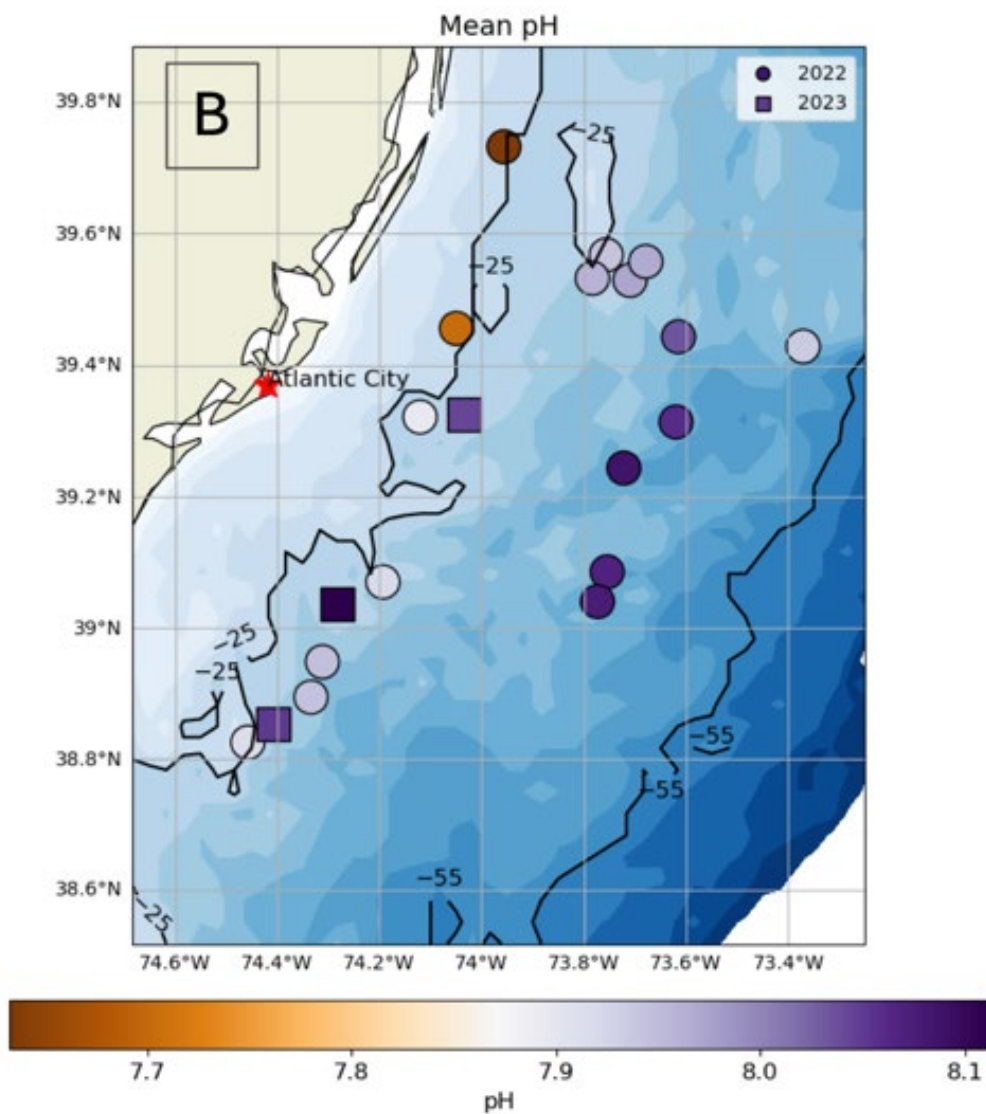 Mean pH
B
2022
2023
39.8°N
39.6°N
39.4°N
39.2°N
39°N
38.8°N
38.6°N
−25
−25
Atlantic City
−25
−25
−55
−55
−55
−25
74.6°W 74.4°W 74.2°W 74°W 73.8°W 73.6°W 73.4°W
7.7 7.8 7.9 8.0 8.1
pH